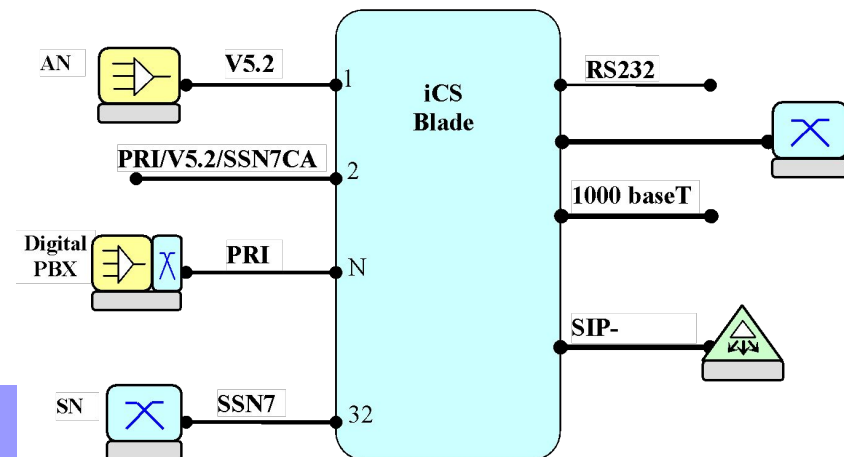 AN
V5.2
1
PRI/V5.2/SSN7CA
2
Digital
PBX
PRI
N
SN
SSN7
32
iCS
Blade
RS232
1000 baseT
SIP-